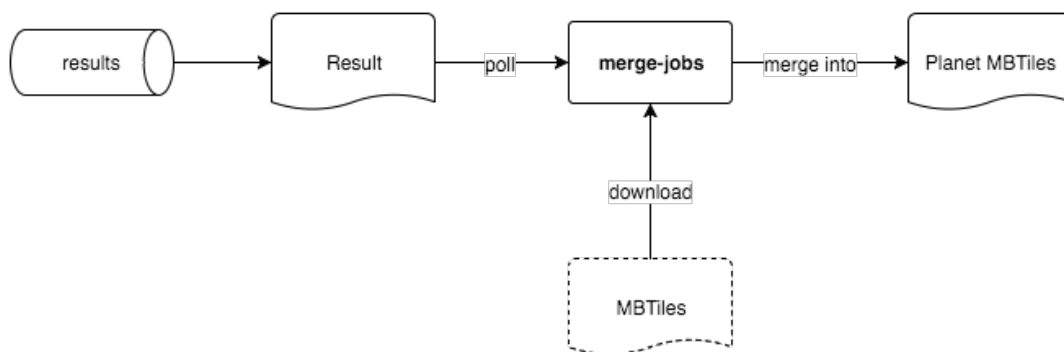 results
Result
poll
merge-jobs
merge into
Planet MBTiles
download
MBTiles